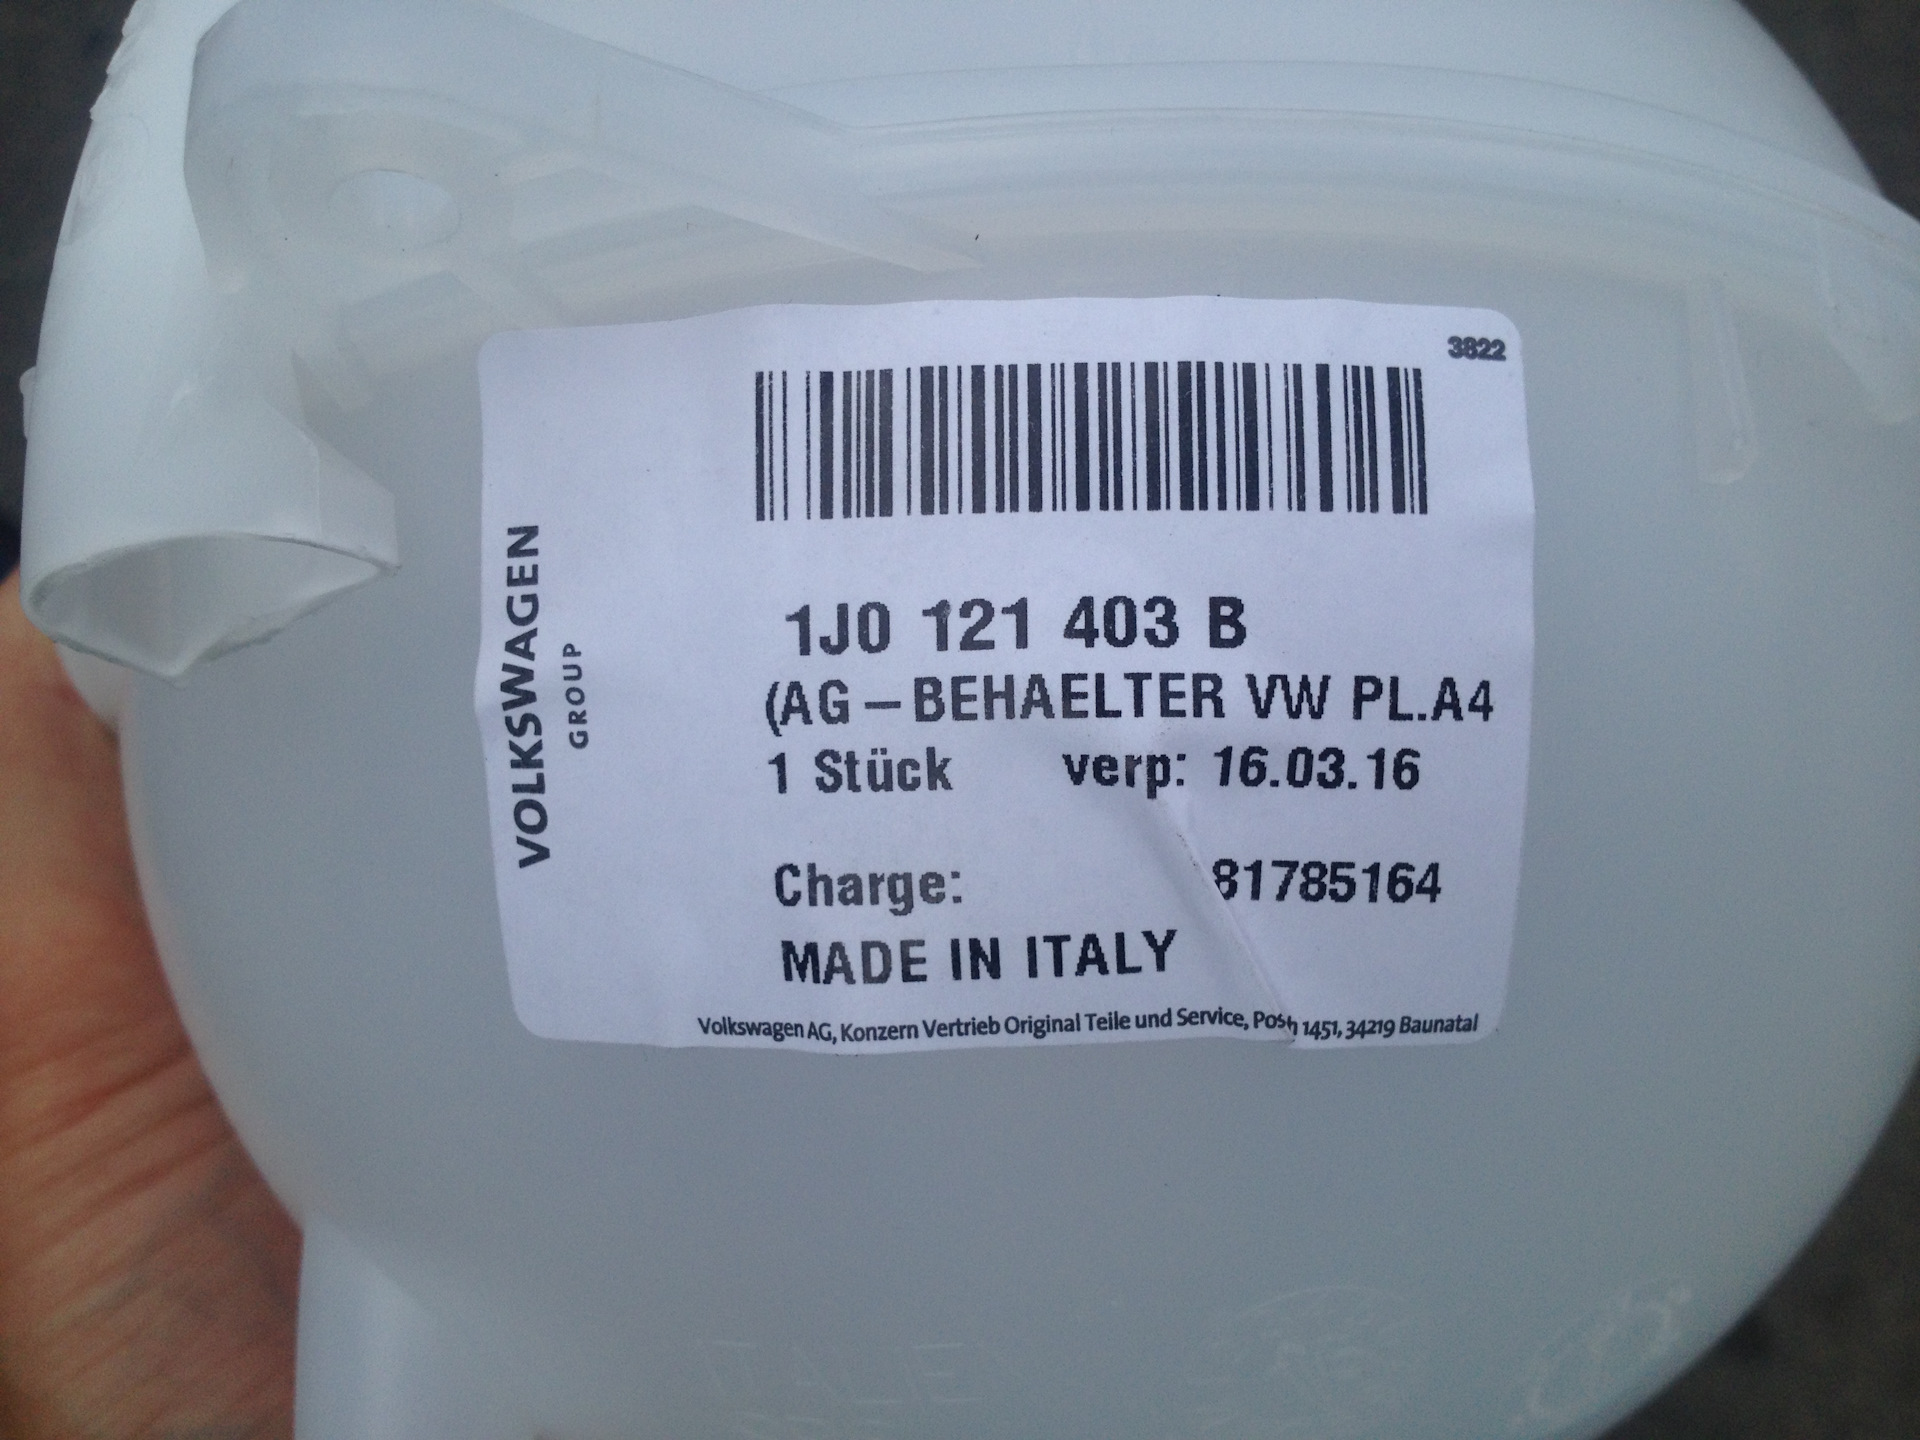 3822
VOLKSWAGEN
GROUP
1J0 121 403 B
(AG-BEHAELTER VW PL.A4
1 Stück verp: 16.03.16
Charge: 81785164
MADE IN ITALY
Volkswagen AG, Konzern Vertrieb Original Teile und Service, 1451, 34219 Baunatal